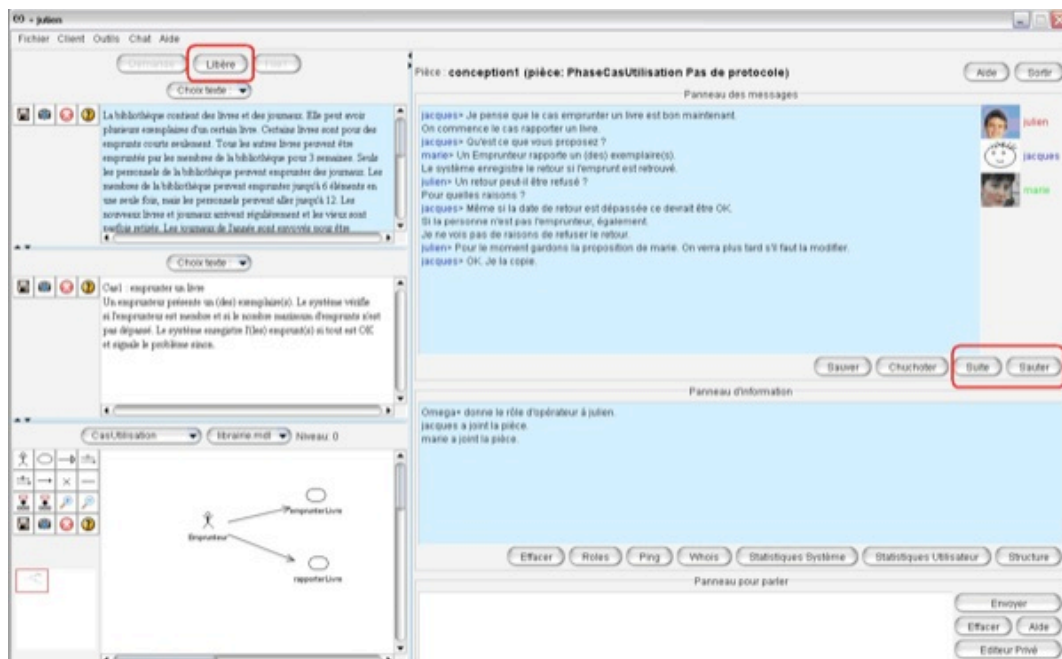 - julien
Fichier Client Outils Chat Aide
Demande Libère
Choix texte :
La bibliothèque contient des livres et des journaux. Elle peut avoir
plusieurs exemplaires d'un certain livre. Certains livres sont pour des
emprunts courts seulement. Tous les autres livres peuvent être
empruntés par les membres de la bibliothèque pour 3 semaines. Seuls
les personnels de la bibliothèque peuvent emprunter des journaux. Les
membres de la bibliothèque peuvent emprunter jusqu'à 6 éléments en
une seule fois, mais les personnels peuvent aller jusqu'à 12. Les
nouveaux livres et journaux arrivent régulièrement et les vieux sont
parfois retirés. Les journaux de l'année sont envoyés pour être
Choix texte :
Cas1 : emprunter un livre
Un emprunteur présente un (des) exemplaire(s). Le système vérifie
si l'emprunteur est membre et si le nombre maximum d'emprunts n'est
pas dépassé. Le système enregistre l'(les) emprunt(s) si tout est OK
et signale le problème sinon.
CasUtilisation librairie.mdl Niveau: 0
Emprunteur
emprunterLivre
rapporterLivre
Pièce : conception1 (pièce: PhaseCasUtilisation Pas de protocole)
Aide Sortir
Panneau des messages
jacques> Je pense que le cas emprunter un livre est bon maintenant.
On commence le cas rapporter un livre.
jacques> Qu'est ce que vous proposez ?
marie> Un Emprunteur rapporte un (des) exemplaire(s).
Le système enregistre le retour si l'emprunt est retrouvé.
julien> Un retour peut-il être refusé ?
Pour quelles raisons ?
jacques> Même si la date de retour est dépassée ce devrait être OK.
Si la personne n'est pas l'emprunteur, également.
Je ne vois pas de raisons de refuser le retour.
julien> Pour le moment gardons la proposition de marie. On verra plus tard s'il faut la modifier.
jacques> OK. Je la copie.
julien
jacques
marie
Sauver Chuchoter Suite Sauter
Panneau d'information
Omega> donne le rôle d'opérateur à julien.
jacques a joint la pièce.
marie a joint la pièce.
Effacer Roles Ping Whois Statistiques Système Statistiques Utilisateur Structure
Panneau pour parler
Envoyer
Effacer Aide
Editeur Privé